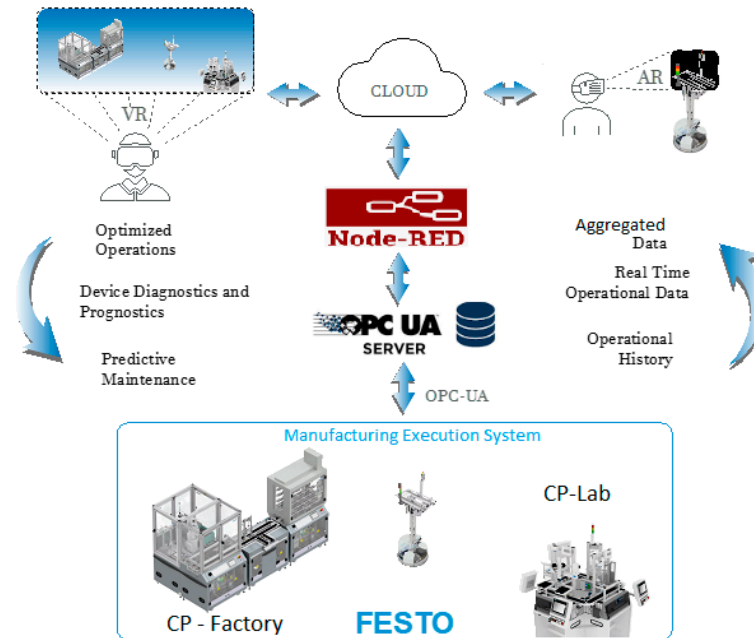 VR
CLOUD
AR
Node-RED
Optimized
Operations
Device Diagnostics and
Prognostics
Predictive
Maintenance
Aggregated
Data
Real Time
Operational Data
Operational
History
OPC UA
SERVER
OPC-UA
Manufacturing Execution System
CP-Lab
CP - Factory
FESTO